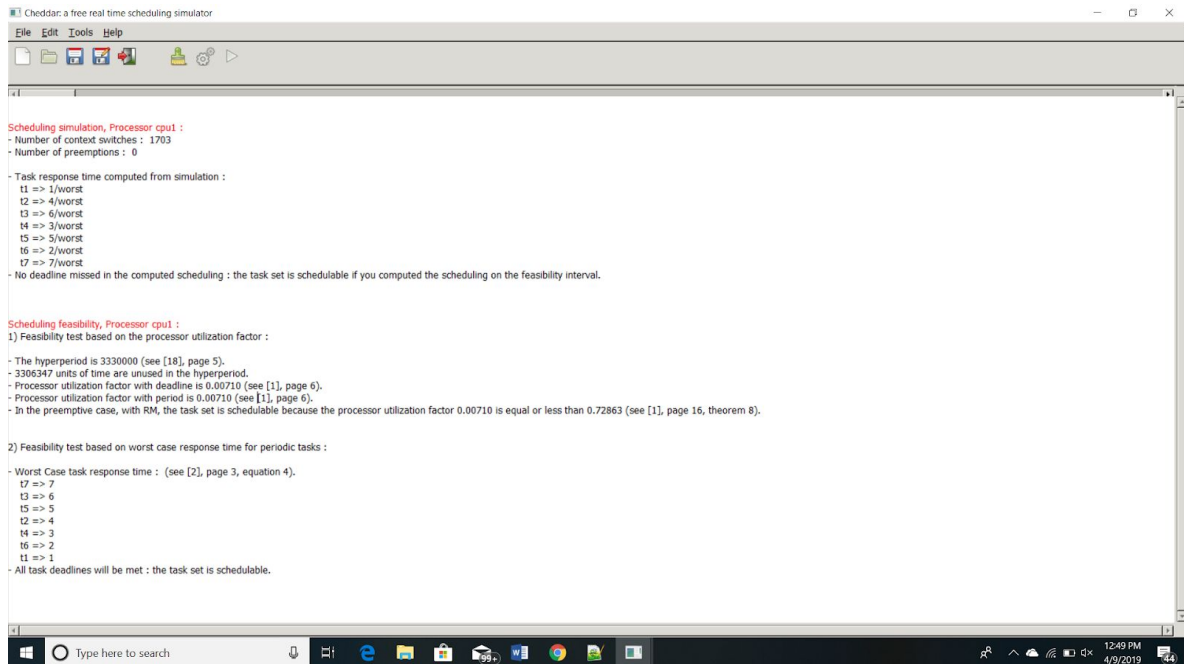 Cheddar: a free real time scheduling simulator
File Edit Tools Help
Scheduling simulation, Processor cpu1 :
- Number of context switches : 1703
- Number of preemptions : 0
- Task response time computed from simulation :
t1 => 1/worst
t2 => 4/worst
t3 => 6/worst
t4 => 3/worst
t5 => 5/worst
t6 => 2/worst
t7 => 7/worst
- No deadline missed in the computed scheduling : the task set is schedulable if you computed the scheduling on the feasibility interval.
Scheduling feasibility, Processor cpu1 :
1) Feasibility test based on the processor utilization factor :
- The hyperperiod is 3330000 (see [18], page 5).
- 3306347 units of time are unused in the hyperperiod.
- Processor utilization factor with deadline is 0.00710 (see [1], page 6).
- Processor utilization factor with period is 0.00710 (see [1], page 6).
- In the preemptive case, with RM, the task set is schedulable because the processor utilization factor 0.00710 is equal or less than 0.72863 (see [1], page 16, theorem 8).
2) Feasibility test based on worst case response time for periodic tasks :
- Worst Case task response time : (see [2], page 3, equation 4).
t7 => 7
t3 => 6
t5 => 5
t2 => 4
t4 => 3
t6 => 2
t1 => 1
- All task deadlines will be met : the task set is schedulable.
Type here to search
99+
12:49 PM
4/9/2019
44